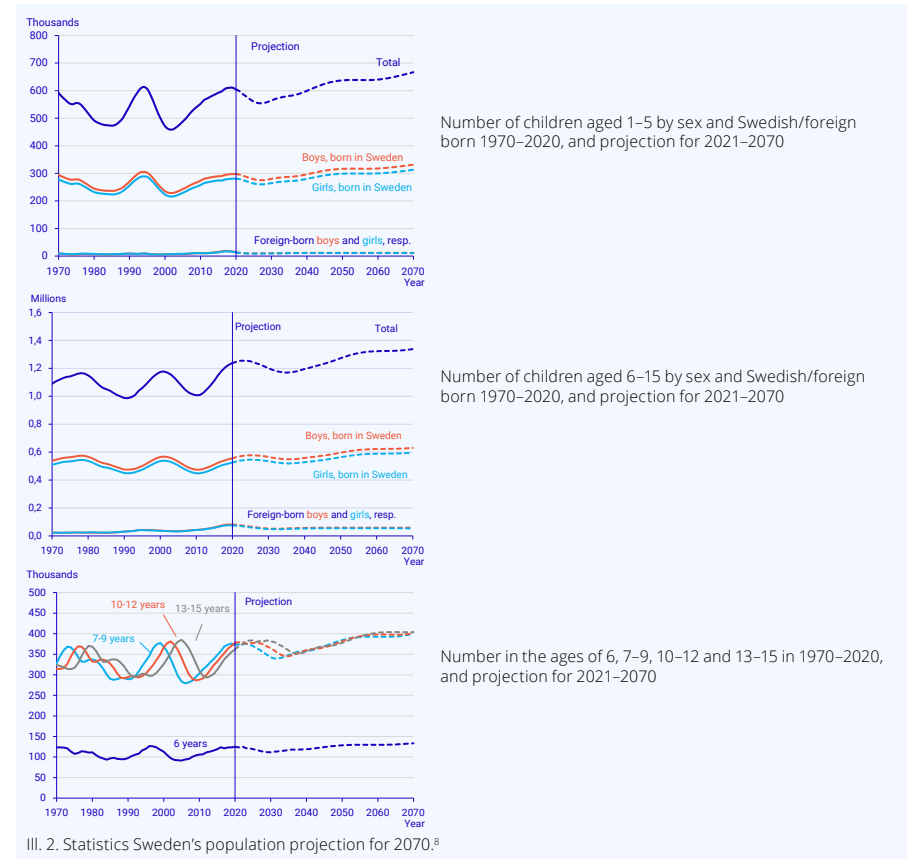 Thousands
800
Projection
700
Total
600
500
400
Boys, born in Sweden
300
Girls, born in Sweden
200
100
Foreign-born boys and girls, resp.
0
1970 1980 1990 2000 2010 2020 2030 2040 2050 2060 2070
Year
Number of children aged 1–5 by sex and Swedish/foreign
born 1970–2020, and projection for 2021–2070
Millions
1,6
Projection
Total
1,4
1,2
1,0
0,8
Boys, born in Sweden
0,6
Girls, born in Sweden
0,4
0,2
Foreign-born boys and girls, resp.
0,0
1970 1980 1990 2000 2010 2020 2030 2040 2050 2060 2070
Year
Number of children aged 6–15 by sex and Swedish/foreign
born 1970–2020, and projection for 2021–2070
Thousands
500
10-12 years
13-15 years
Projection
450
400
7-9 years
350
300
250
200
150
6 years
100
50
0
1970 1980 1990 2000 2010 2020 2030 2040 2050 2060 2070
Year
Number in the ages of 6, 7–9, 10–12 and 13–15 in 1970–2020,
and projection for 2021–2070
Ill. 2. Statistics Sweden’s population projection for 2070.⁸